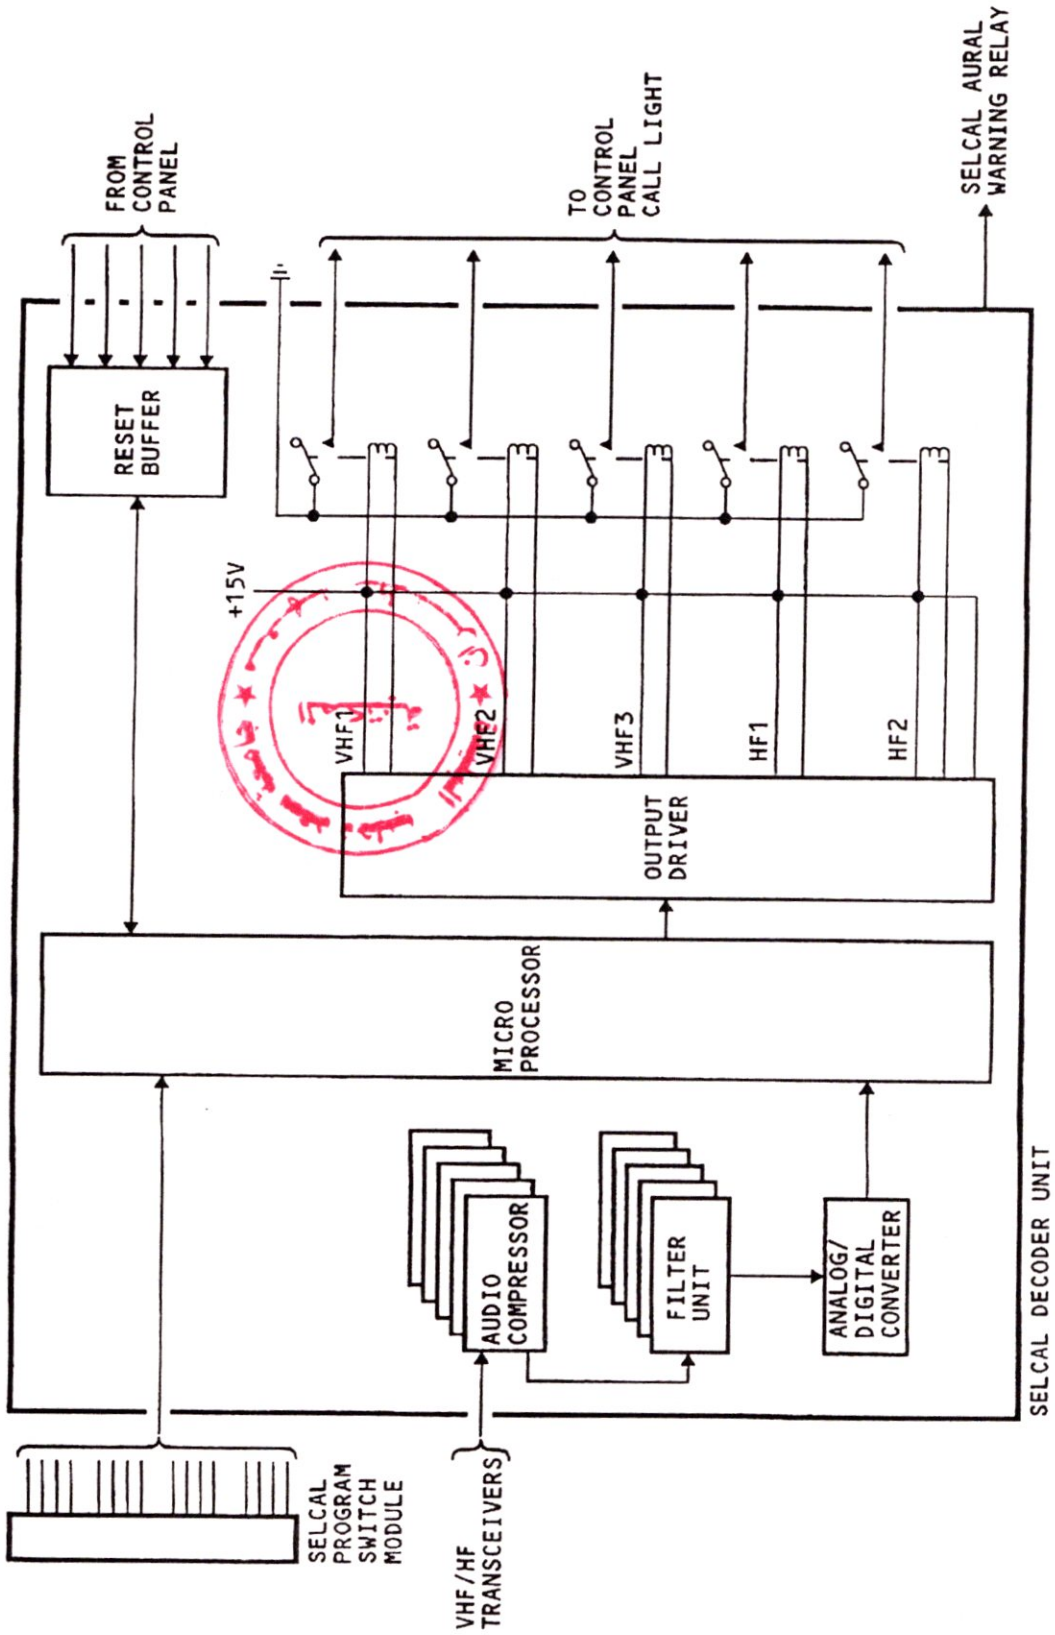 SELCAL
PROGRAM
SWITCH
MODULE
VHF/HF
TRANSCEIVERS
AUDIO
COMPRESSOR
FILTER
UNIT
ANALOG/
DIGITAL
CONVERTER
MICRO
PROCESSOR
RESET
BUFFER
FROM
CONTROL
PANEL
OUTPUT
DRIVER
+15V
VHF1
VHF2
VHF3
HF1
HF2
TO
CONTROL
PANEL
CALL LIGHT
SELCAL AURAL
WARNING RELAY
SELCAL DECODER UNIT